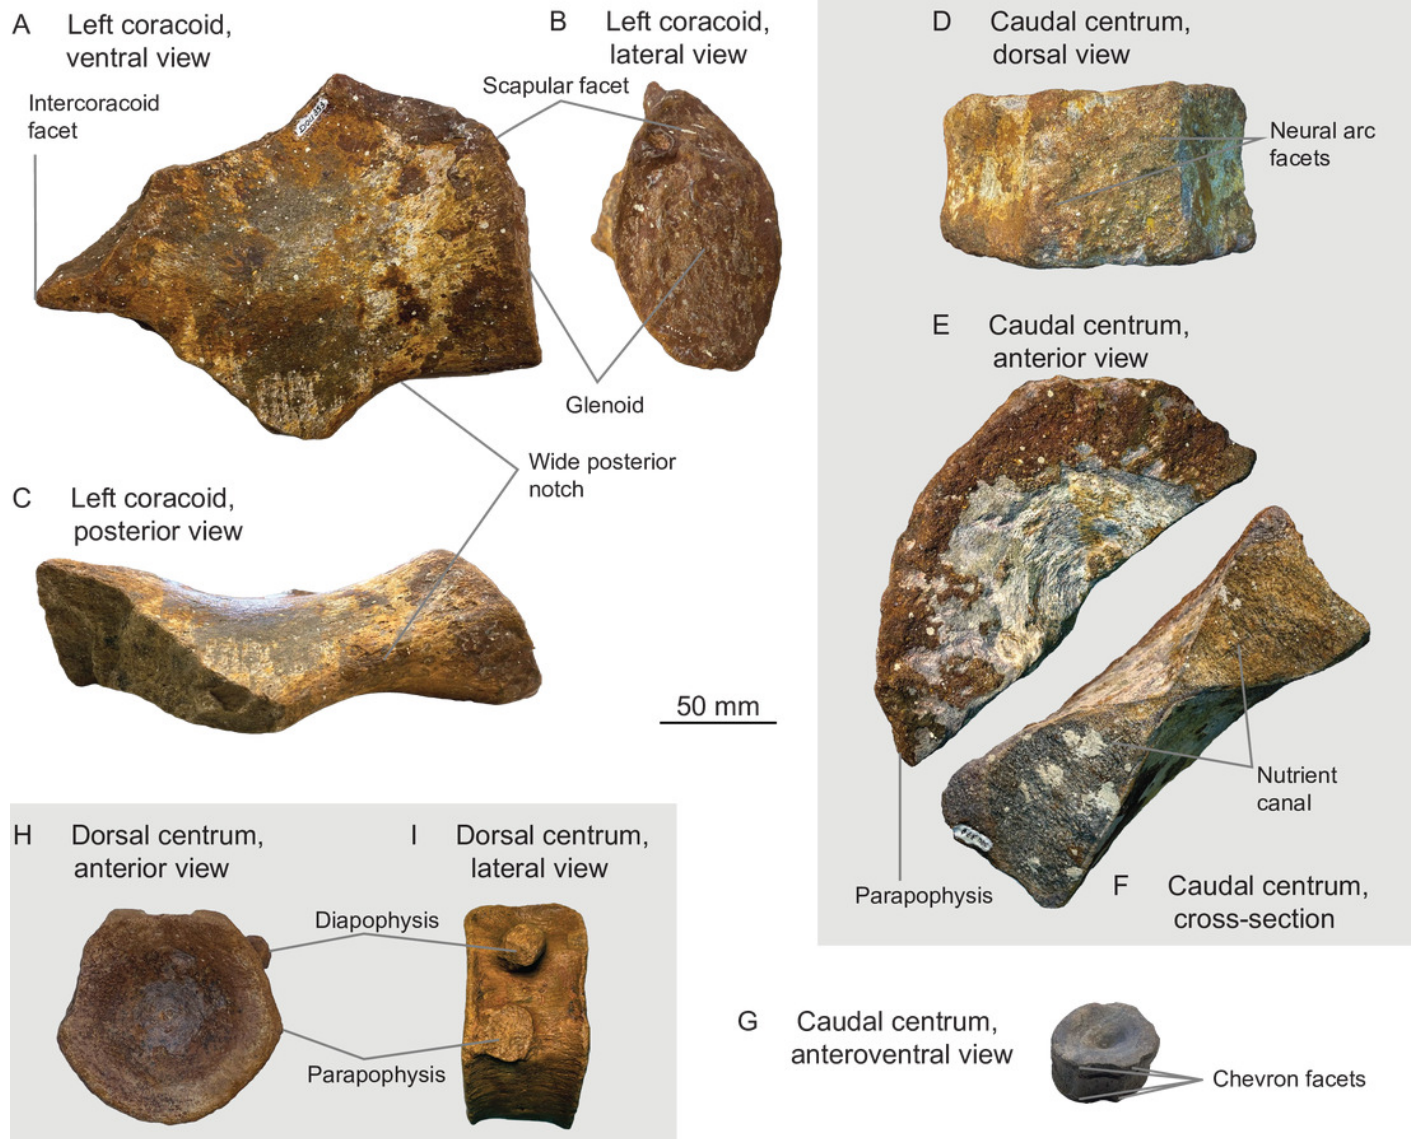 A Left coracoid,
ventral view
Intercoracoid
facet
B Left coracoid,
lateral view
Scapular facet
Glenoid
Wide posterior
notch
C Left coracoid,
posterior view
50 mm
D Caudal centrum,
dorsal view
Neural arc
facets
E Caudal centrum,
anterior view
Nutrient
canal
Parapophysis
F Caudal centrum,
cross-section
G Caudal centrum,
anteroventral view
Chevron facets
H Dorsal centrum,
anterior view
I Dorsal centrum,
lateral view
Diapophysis
Parapophysis